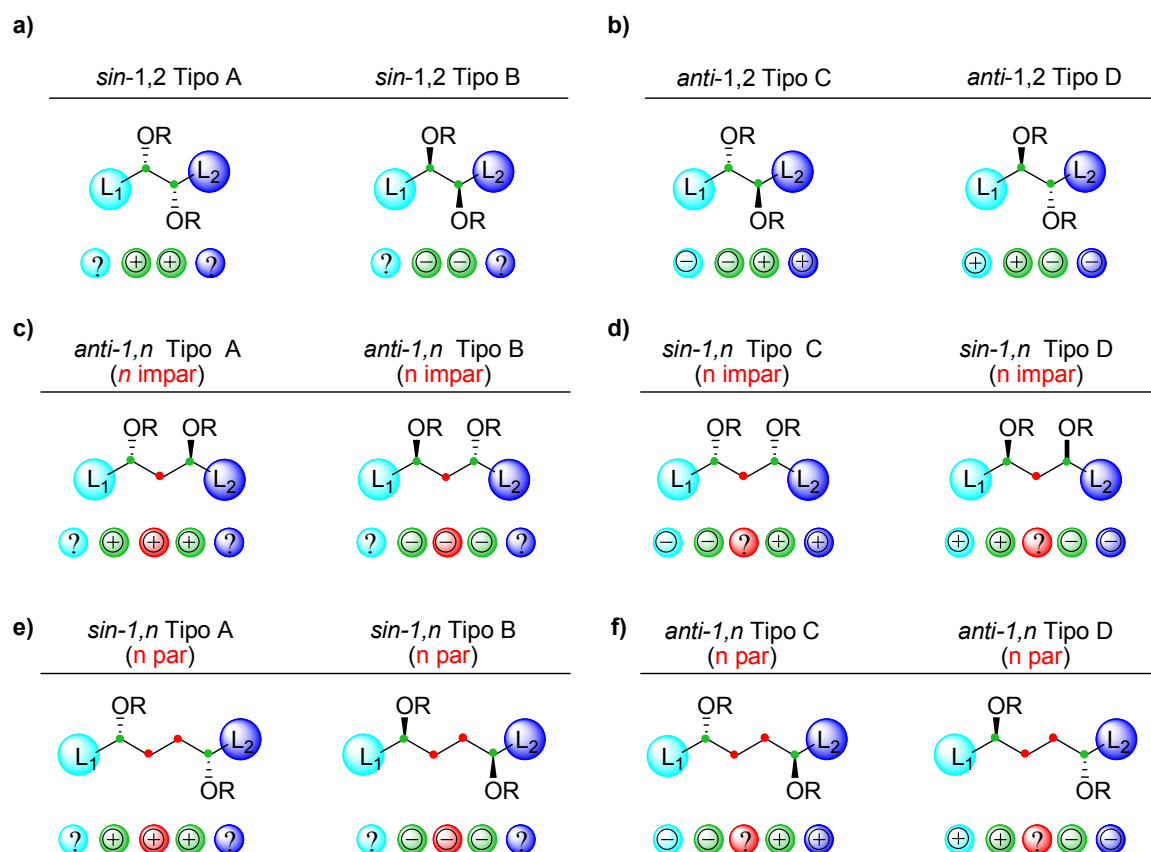 a)
b)
sin-1,2 Tipo A
sin-1,2 Tipo B
anti-1,2 Tipo C
anti-1,2 Tipo D
OR
OR
OR
OR
L1
L2
L1
L2
L1
L2
L1
L2
OR
OR
OR
OR
? + + ?
? − − ?
− − + +
+ + − −
c)
d)
anti-1,n Tipo A
anti-1,n Tipo B
sin-1,n Tipo C
sin-1,n Tipo D
(n impar)
(n impar)
(n impar)
(n impar)
OR OR
OR OR
OR OR
OR OR
L1
L2
L1
L2
L1
L2
L1
L2
? + + + ?
? − − − ?
− − ? + +
+ + ? − −
e)
f)
sin-1,n Tipo A
sin-1,n Tipo B
anti-1,n Tipo C
anti-1,n Tipo D
(n par)
(n par)
(n par)
(n par)
OR
OR
OR
OR
L1
L2
L1
L2
L1
L2
L1
L2
OR
OR
OR
OR
? + + + ?
? − − − ?
− − ? + +
+ + ? − −